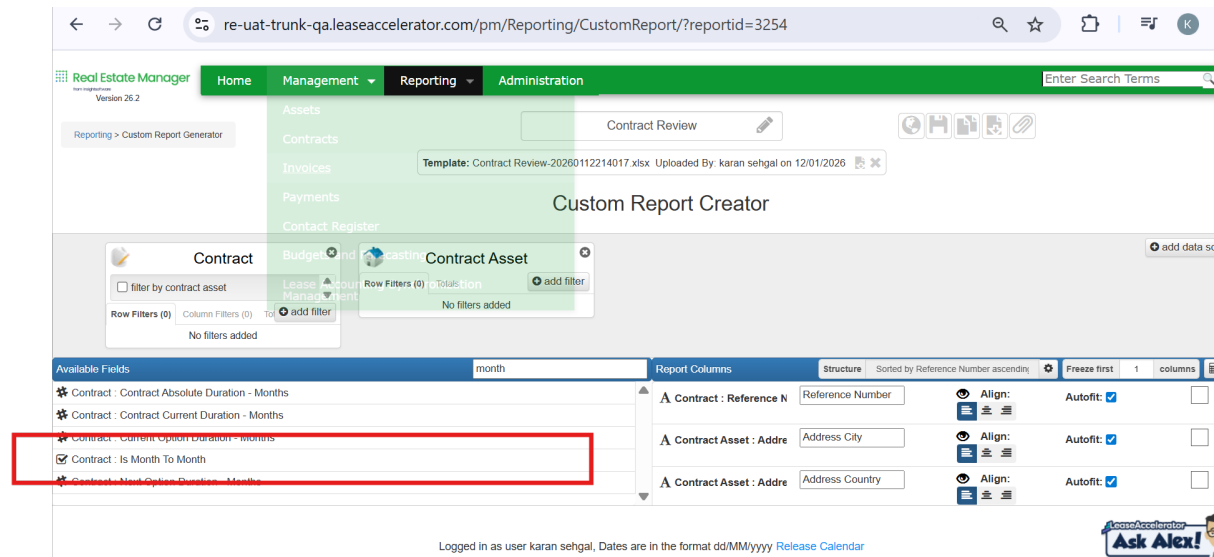 re-uat-trunk-qa.leaseaccelerator.com/pm/Reporting/CustomReport/?reportid=3254
K
Real Estate Manager
from insightsoftware
Version 26.2
Home
Management
Reporting
Administration
Enter Search Terms
Assets
Contracts
Invoices
Payments
Contact Register
Reporting > Custom Report Generator
Contract Review
Template: Contract Review-20260112214017.xlsx Uploaded By: karan sehgal on 12/01/2026
Custom Report Creator
add data so
Contract
filter by contract asset
Row Filters (0) Column Filters (0) To
add filter
No filters added
Contract Asset
Row Filters (0) Totals
add filter
No filters added
Available Fields
month
Report Columns
Structure
Sorted by Reference Number ascending
Freeze first 1 columns
Contract : Contract Absolute Duration - Months
Contract : Contract Current Duration - Months
Contract : Current Option Duration - Months
Contract : Is Month To Month
Contract : Next Option Duration - Months
A Contract : Reference N
Reference Number
Align:
Autofit:
A Contract Asset : Addre
Address City
Align:
Autofit:
A Contract Asset : Addre
Address Country
Align:
Autofit:
Logged in as user karan sehgal, Dates are in the format dd/MM/yyyy Release Calendar
LeaseAccelerator
Ask Alex!